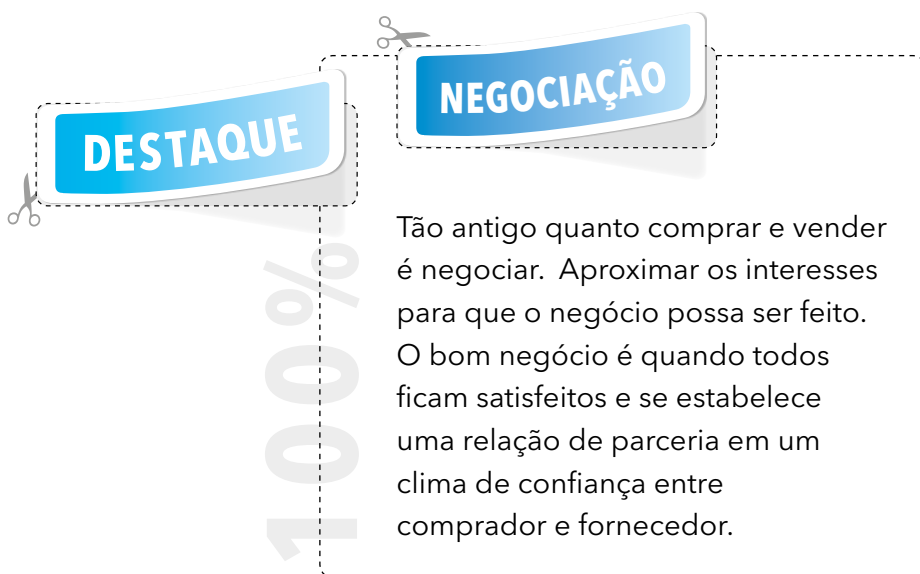 DESTAQUE
NEGOCIAÇÃO
100%
Tão antigo quanto comprar e vender
é negociar.  Aproximar os interesses
para que o negócio possa ser feito.
O bom negócio é quando todos
ficam satisfeitos e se estabelece
uma relação de parceria em um
clima de confiança entre
comprador e fornecedor.